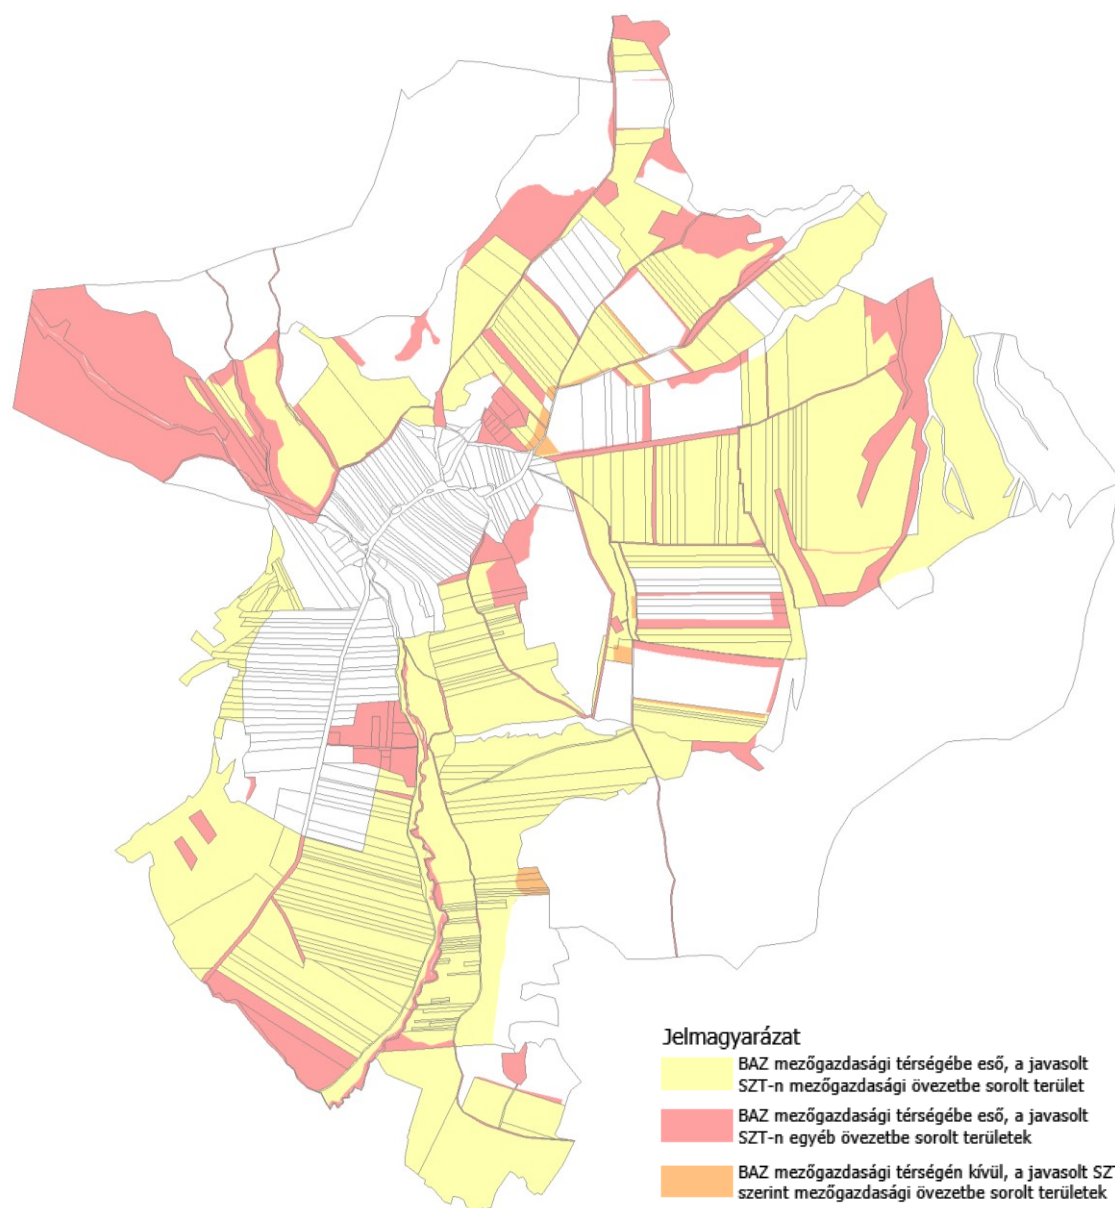 Jelmagyarázat
BAZ mezőgazdasági térségébe eső, a javasolt
SZT-n mezőgazdasági övezetbe sorolt terület
BAZ mezőgazdasági térségébe eső, a javasolt
SZT-n egyéb övezetbe sorolt területek
BAZ mezőgazdasági térségén kívül, a javasolt SZT
szerint mezőgazdasági övezetbe sorolt területek